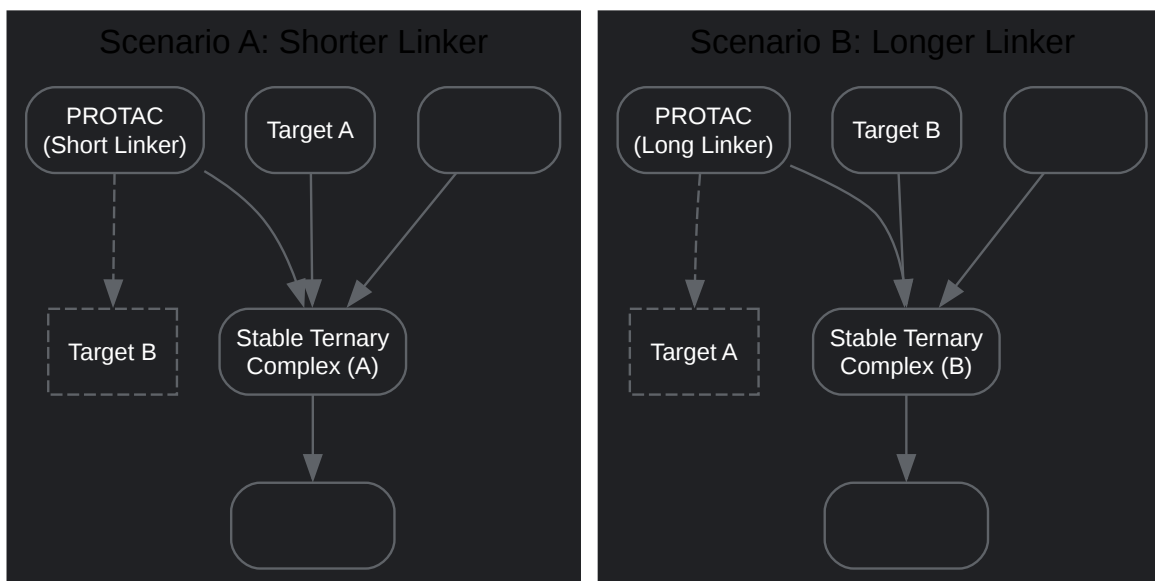 Scenario A: Shorter Linker
PROTAC
(Short Linker)
Target A
Target B
Stable Ternary
Complex (A)
Scenario B: Longer Linker
PROTAC
(Long Linker)
Target B
Target A
Stable Ternary
Complex (B)